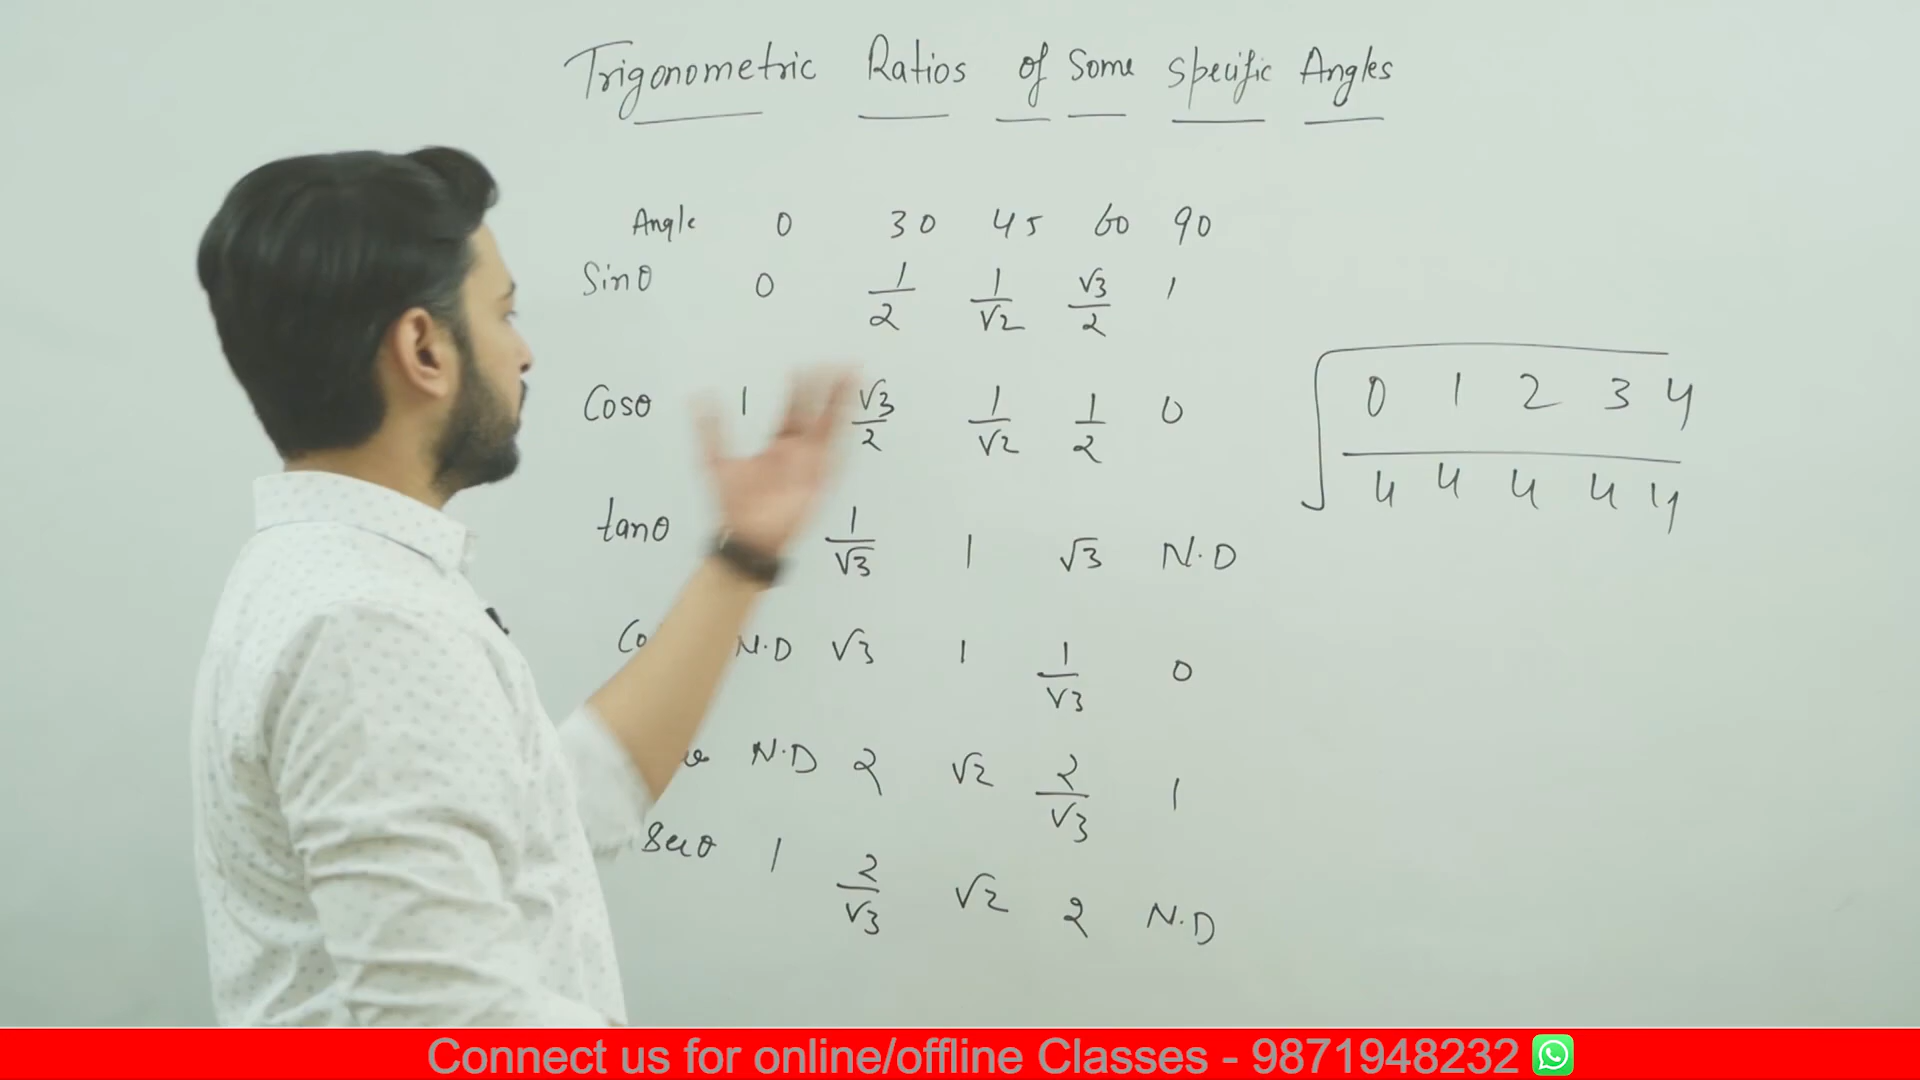 Trigonometric Ratios of Some Specific Angles
Angle 0 30 45 60 90
Sinθ 0 1/2 1/√2 √3/2 1
Cosθ 1 √3/2 1/√2 1/2 0
tanθ 1/√3 1 √3 N.D
N.D √3 1 1/√3 0
N.D 2 √2 2/√3 1
Secθ 1 2/√3 √2 2 N.D
√ 0 1 2 3 4
4 4 4 4 4
Connect us for online/offline Classes - 9871948232